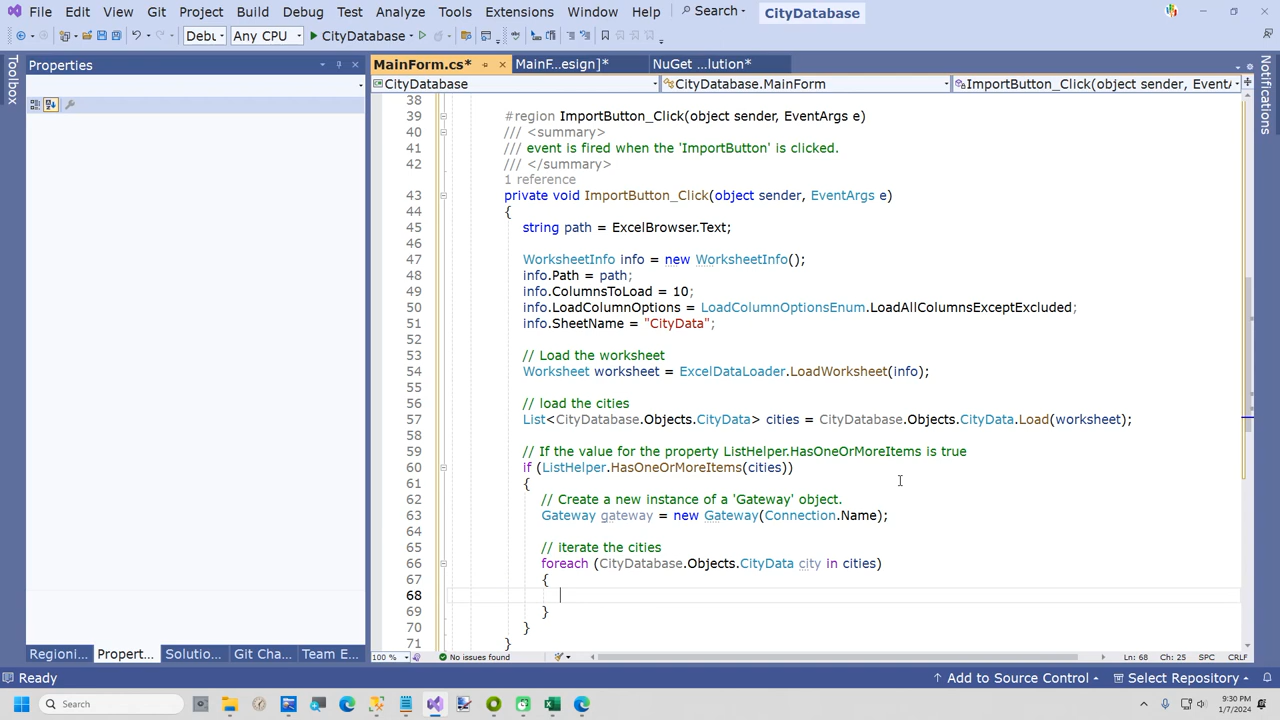 File Edit View Git Project Build Debug Test Analyze Tools Extensions Window Help Search CityDatabase
Debu Any CPU CityDatabase
Toolbox
Properties
MainForm.cs* MainF...esign]* NuGet ...lution*
CityDatabase CityDatabase.MainForm ImportButton_Click(object sender, EventA
Notifications
38
39 #region ImportButton_Click(object sender, EventArgs e)
40 /// <summary>
41 /// event is fired when the 'ImportButton' is clicked.
42 /// </summary>
1 reference
43 private void ImportButton_Click(object sender, EventArgs e)
44 {
45 string path = ExcelBrowser.Text;
46
47 WorksheetInfo info = new WorksheetInfo();
48 info.Path = path;
49 info.ColumnsToLoad = 10;
50 info.LoadColumnOptions = LoadColumnOptionsEnum.LoadAllColumnsExceptExcluded;
51 info.SheetName = "CityData";
52
53 // Load the worksheet
54 Worksheet worksheet = ExcelDataLoader.LoadWorksheet(info);
55
56 // load the cities
57 List<CityDatabase.Objects.CityData> cities = CityDatabase.Objects.CityData.Load(worksheet);
58
59 // If the value for the property ListHelper.HasOneOrMoreItems is true
60 if (ListHelper.HasOneOrMoreItems(cities))
61 {
62 // Create a new instance of a 'Gateway' object.
63 Gateway gateway = new Gateway(Connection.Name);
64
65 // iterate the cities
66 foreach (CityDatabase.Objects.CityData city in cities)
67 {
68
69 }
70 }
71 }
Regioni... Propert... Solutio... Git Cha... Team E...
100 % No issues found Ln: 68 Ch: 25 SPC CRLF
Ready Add to Source Control Select Repository
Search 9:30 PM
1/7/2024